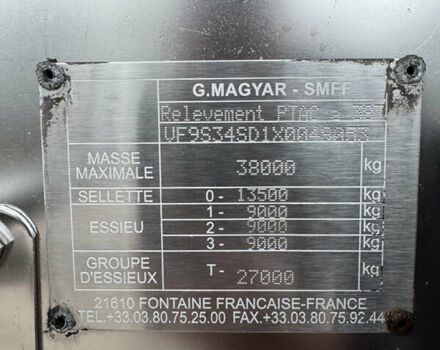 G.MAGYAR - SMFF
Relevement PTAC a 38T
VF9S34SD1X0049053
MASSE MAXIMALE 38000 kg
SELLETTE 0- 13500 kg
ESSIEU 1- 9000 kg
2- 9000 kg
3- 9000 kg
GROUPE D'ESSIEUX T- 27000 kg
21610 FONTAINE FRANCAISE-FRANCE
TEL.+33.03.80.75.25.00 FAX.+33.03.80.75.92.44